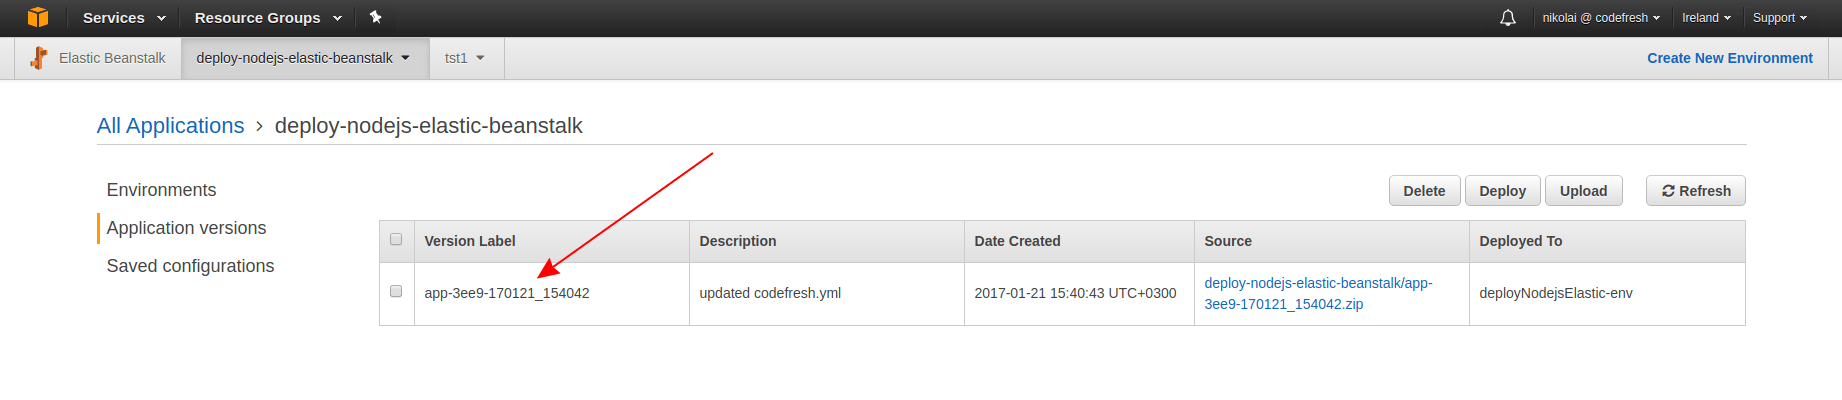 Services Resource Groups nikolai @ codefresh Ireland Support
Elastic Beanstalk deploy-nodejs-elastic-beanstalk tst1 Create New Environment
All Applications › deploy-nodejs-elastic-beanstalk
Environments
Application versions
Saved configurations
Delete Deploy Upload Refresh
Version Label Description Date Created Source Deployed To
app-3ee9-170121_154042 updated codefresh.yml 2017-01-21 15:40:43 UTC+0300 deploy-nodejs-elastic-beanstalk/app- deployNodejsElastic-env
3ee9-170121_154042.zip